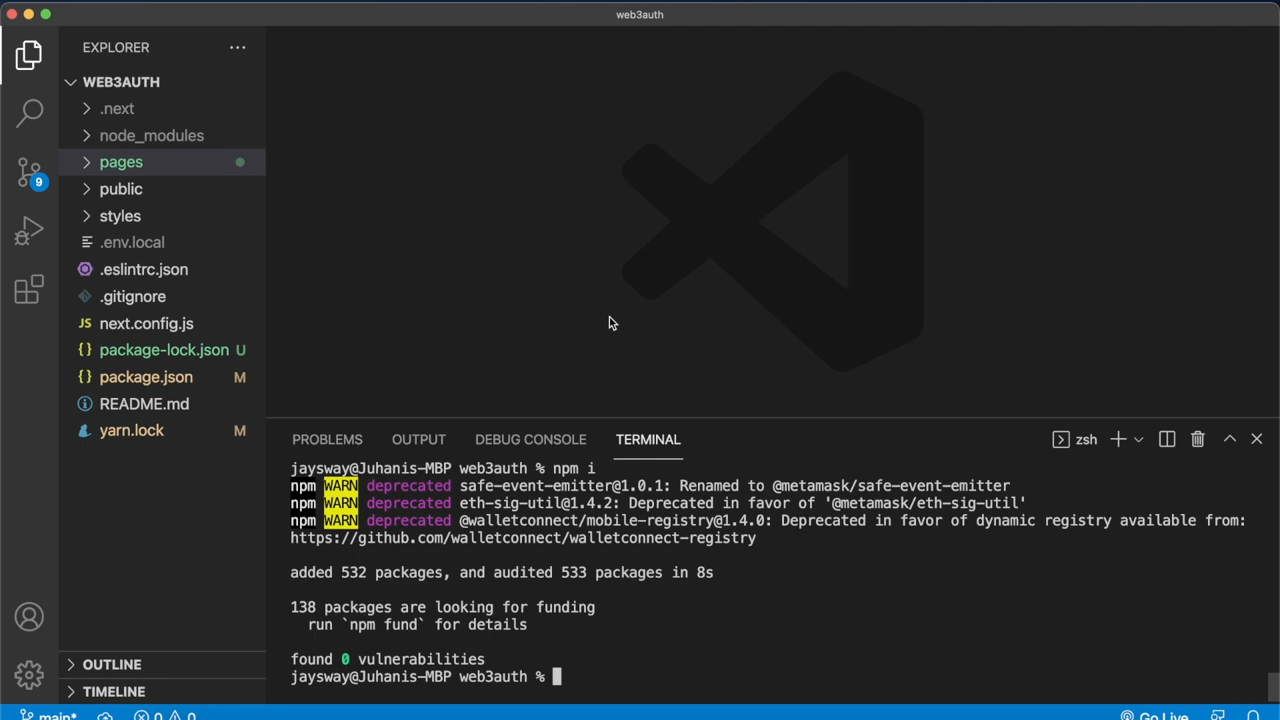 web3auth
EXPLORER
WEB3AUTH
.next
node_modules
pages
public
styles
.env.local
.eslintrc.json
.gitignore
JS next.config.js
{} package-lock.json U
{} package.json M
README.md
yarn.lock M
9
OUTLINE
TIMELINE
PROBLEMS OUTPUT DEBUG CONSOLE TERMINAL zsh
jaysway@Juhanis-MBP web3auth % npm i
npm WARN deprecated safe-event-emitter@1.0.1: Renamed to @metamask/safe-event-emitter
npm WARN deprecated eth-sig-util@1.4.2: Deprecated in favor of '@metamask/eth-sig-util'
npm WARN deprecated @walletconnect/mobile-registry@1.4.0: Deprecated in favor of dynamic registry available from:
https://github.com/walletconnect/walletconnect-registry
added 532 packages, and audited 533 packages in 8s
138 packages are looking for funding
run `npm fund` for details
found 0 vulnerabilities
jaysway@Juhanis-MBP web3auth %
main* 0 0 Go Live